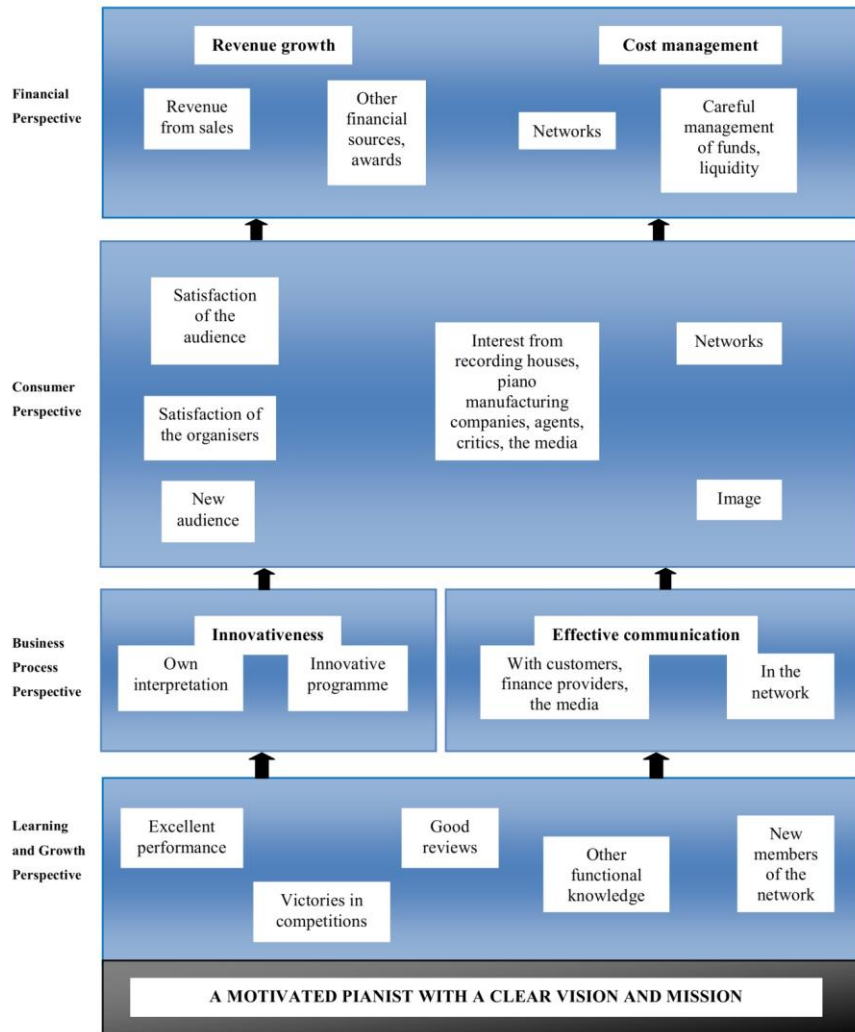 Revenue growth
Cost management
Financial
Perspective
Revenue
from sales
Other
financial
sources,
awards
Networks
Careful
management
of funds,
liquidity
Consumer
Perspective
Satisfaction
of the
audience
Satisfaction of
the organisers
New
audience
Interest from
recording houses,
piano
manufacturing
companies, agents,
critics, the media
Networks
Image
Business
Process
Perspective
Innovativeness
Own
interpretation
Innovative
programme
Effective communication
With customers,
finance providers,
the media
In the
network
Learning
and Growth
Perspective
Excellent
performance
Victories in
competitions
Good
reviews
Other
functional
knowledge
New
members
of the
network
A MOTIVATED PIANIST WITH A CLEAR VISION AND MISSION